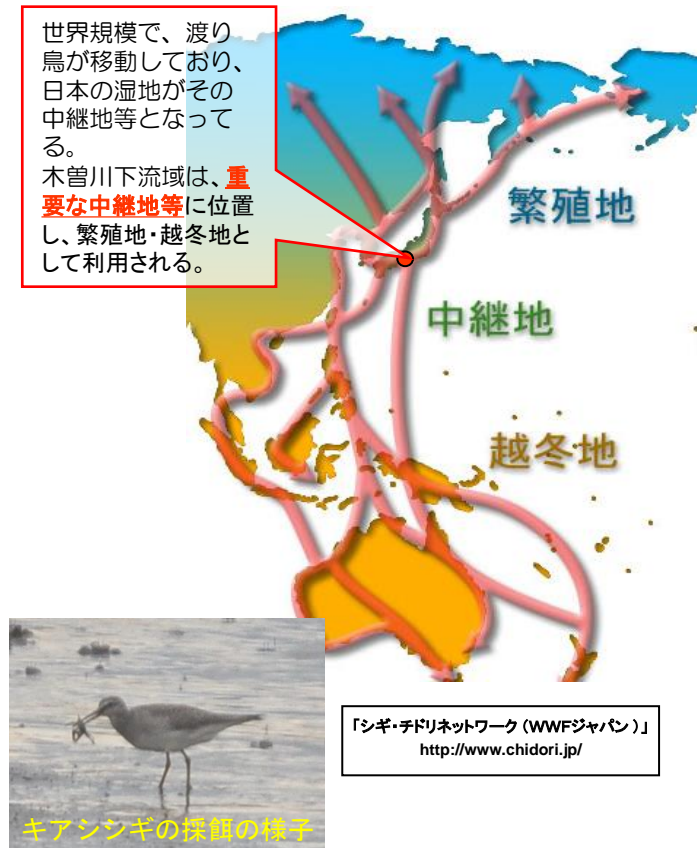 世界規模で、渡り
鳥が移動しており、
日本の湿地がその
中継地等となって
る。
木曽川下流域は、重
要な中継地等に位置
し、繁殖地・越冬地と
して利用される。
繁殖地
中継地
越冬地
「シギ・チドリネットワーク(WWFジャパン)」
http://www.chidori.jp/
キアシシギの採餌の様子